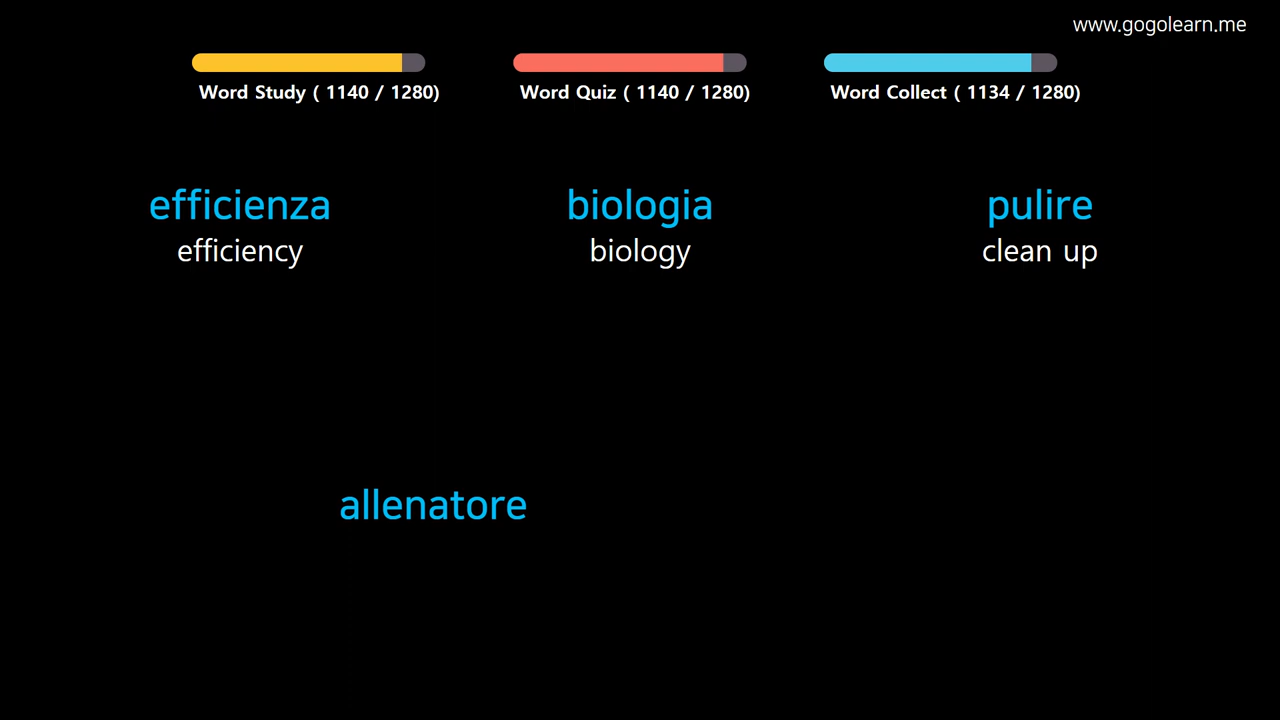 www.gogolearn.me
Word Study ( 1140 / 1280)
Word Quiz ( 1140 / 1280)
Word Collect ( 1134 / 1280)
efficienza
efficiency
biologia
biology
pulire
clean up
allenatore